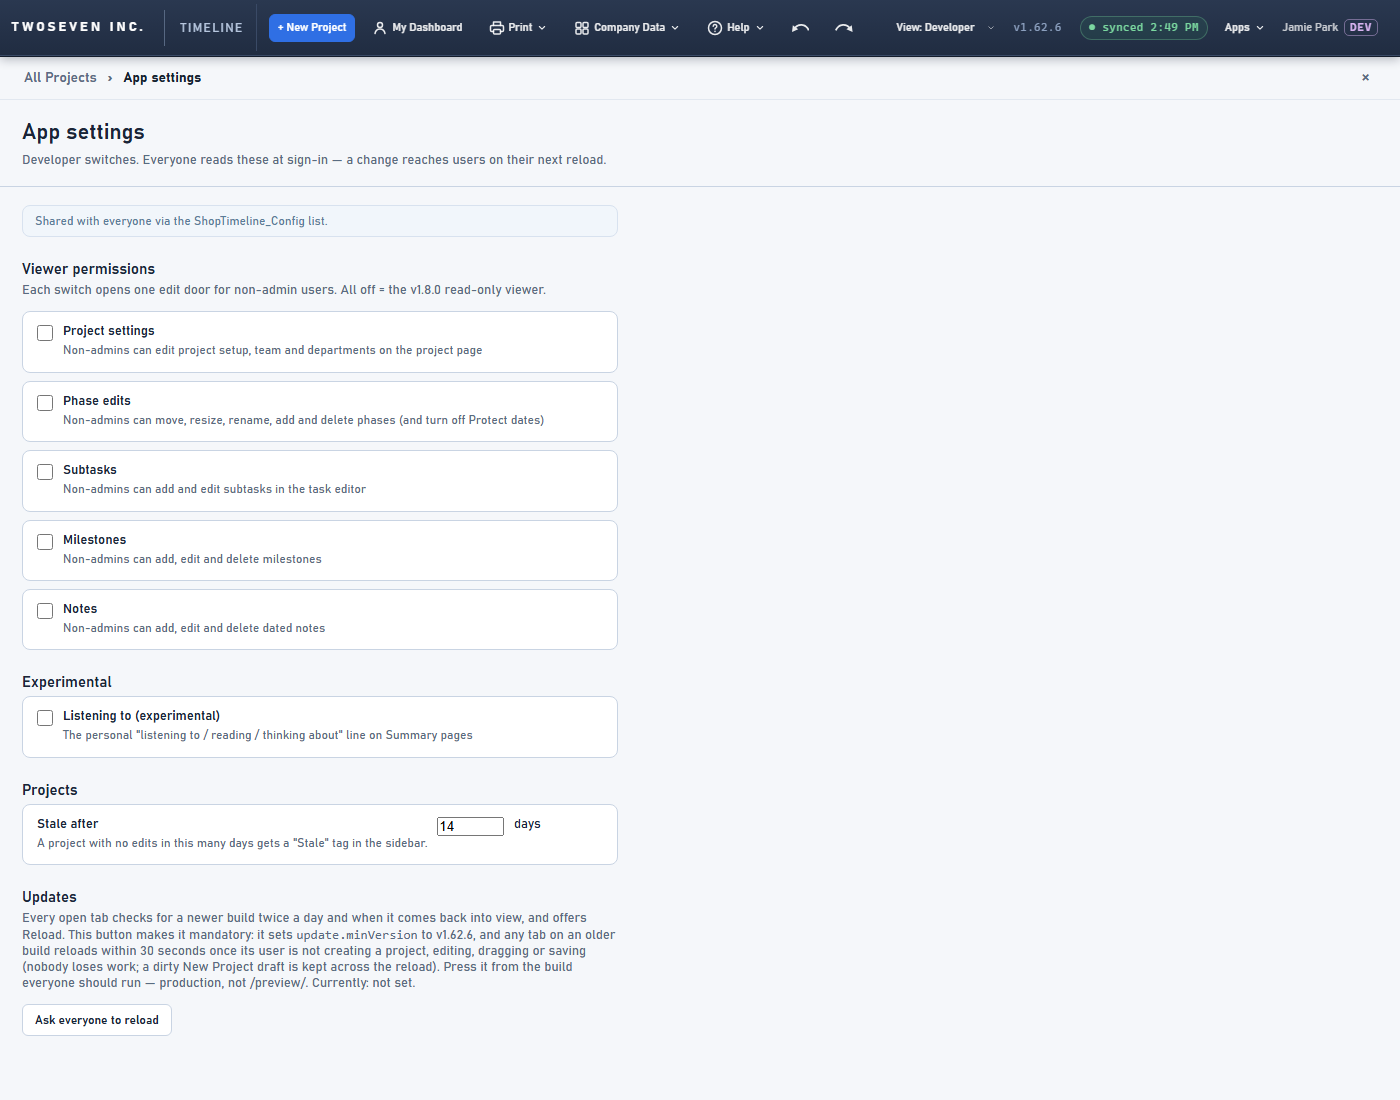 TWOSEVEN INC.
TIMELINE
+ New Project
My Dashboard
Print
Company Data
Help
View: Developer
v1.62.6
synced 2:49 PM
Apps
Jamie Park
DEV
All Projects › App settings
×
App settings
Developer switches. Everyone reads these at sign-in — a change reaches users on their next reload.
Shared with everyone via the ShopTimeline_Config list.
Viewer permissions
Each switch opens one edit door for non-admin users. All off = the v1.8.0 read-only viewer.
Project settings
Non-admins can edit project setup, team and departments on the project page
Phase edits
Non-admins can move, resize, rename, add and delete phases (and turn off Protect dates)
Subtasks
Non-admins can add and edit subtasks in the task editor
Milestones
Non-admins can add, edit and delete milestones
Notes
Non-admins can add, edit and delete dated notes
Experimental
Listening to (experimental)
The personal "listening to / reading / thinking about" line on Summary pages
Projects
Stale after
14
days
A project with no edits in this many days gets a "Stale" tag in the sidebar.
Updates
Every open tab checks for a newer build twice a day and when it comes back into view, and offers
Reload. This button makes it mandatory: it sets update.minVersion to v1.62.6, and any tab on an older
build reloads within 30 seconds once its user is not creating a project, editing, dragging or saving
(nobody loses work; a dirty New Project draft is kept across the reload). Press it from the build
everyone should run — production, not /preview/. Currently: not set.
Ask everyone to reload